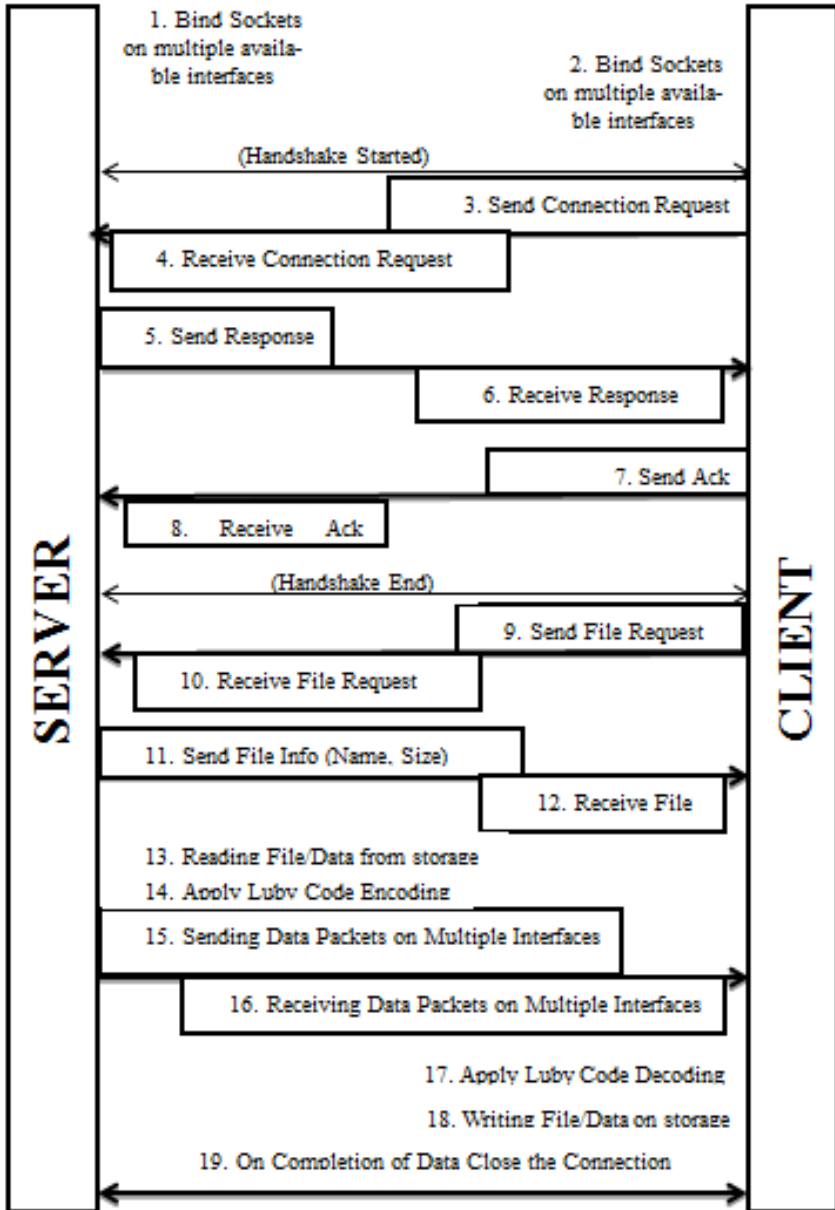 1. Bind Sockets
on multiple availa-
ble interfaces
2. Bind Sockets
on multiple availa-
ble interfaces
(Handshake Started)
3. Send Connection Request
4. Receive Connection Request
5. Send Response
6. Receive Response
7. Send Ack
8. Receive Ack
(Handshake End)
9. Send File Request
10. Receive File Request
11. Send File Info (Name, Size)
12. Receive File
13. Reading File/Data from storage
14. Apply Luby Code Encoding
15. Sending Data Packets on Multiple Interfaces
16. Receiving Data Packets on Multiple Interfaces
17. Apply Luby Code Decoding
18. Writing File/Data on storage
19. On Completion of Data Close the Connection
SERVER
CLIENT